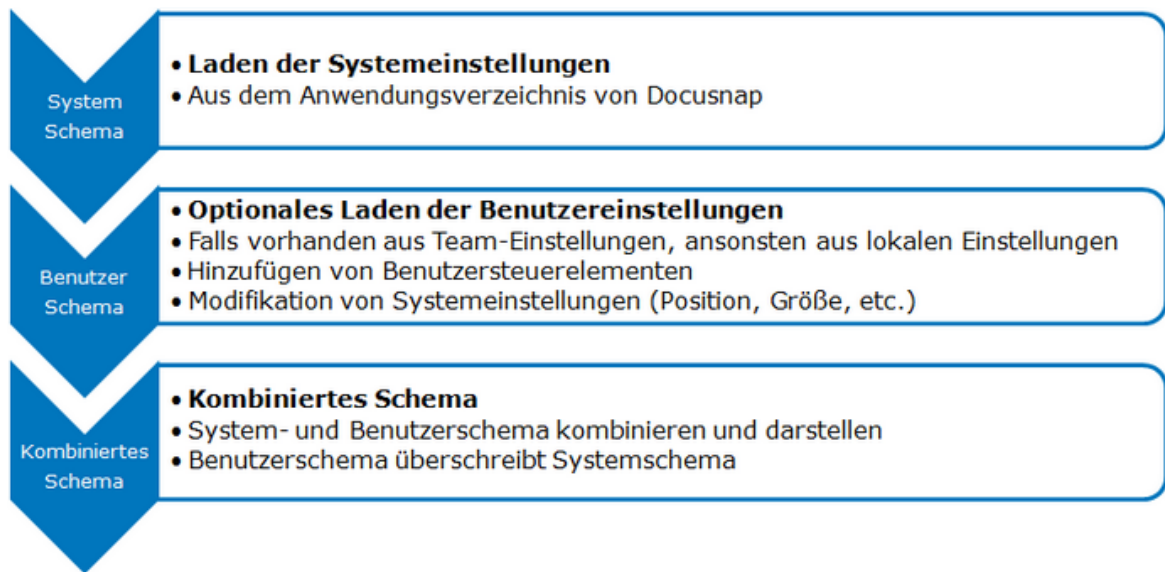 System
Schema
• Laden der Systemeinstellungen
• Aus dem Anwendungsverzeichnis von Docusnap
Benutzer
Schema
• Optionales Laden der Benutzereinstellungen
• Falls vorhanden aus Team-Einstellungen, ansonsten aus lokalen Einstellungen
• Hinzufügen von Benutzersteuerelementen
• Modifikation von Systemeinstellungen (Position, Größe, etc.)
Kombiniertes
Schema
• Kombiniertes Schema
• System- und Benutzerschema kombinieren und darstellen
• Benutzerschema überschreibt Systemschema